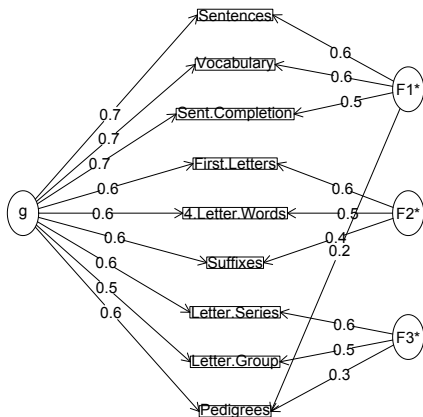 Sentences
0.6
Vocabulary
0.6
F1*
0.5
Sent.Completion
0.7
0.7
0.7
First.Letters
0.6
0.6
g
0.6
4.Letter.Words
0.5
F2*
0.4
0.6
0.2
Suffixes
0.6
Letter.Series
0.6
0.5
F3*
0.5
Letter.Group
0.6
0.3
Pedigrees